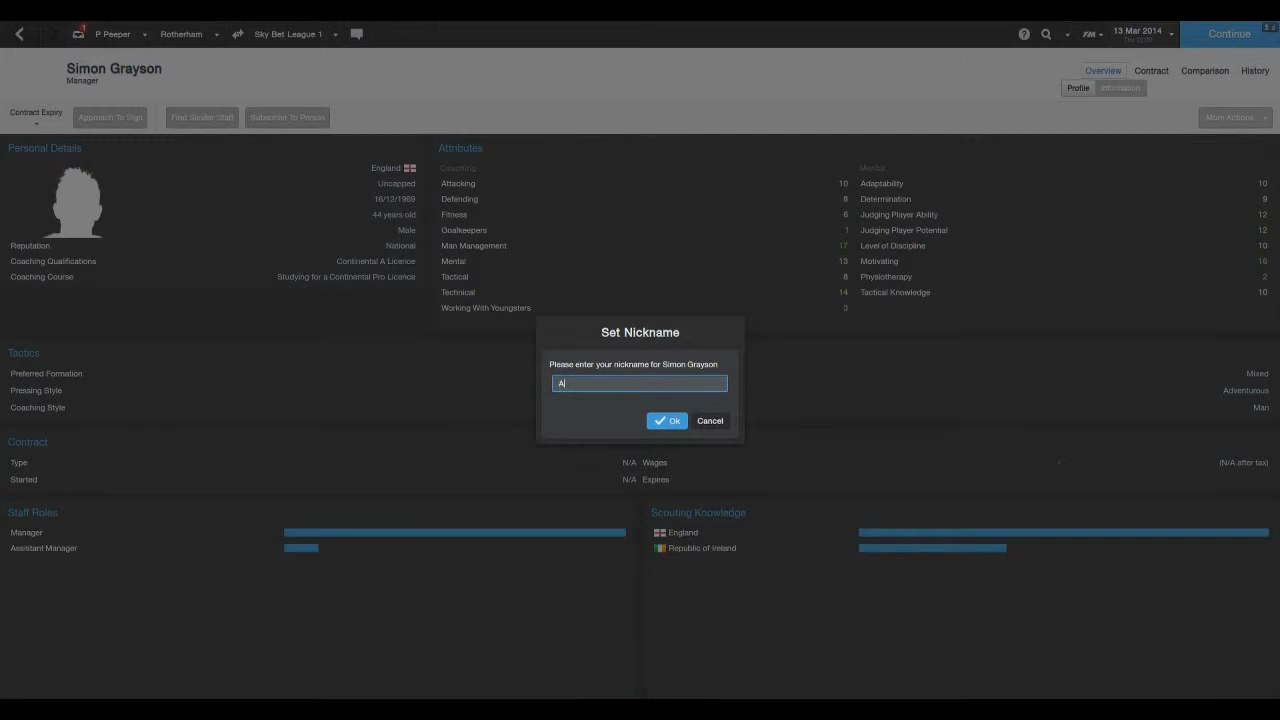 1
P Peeper Rotherham Sky Bet League 1 FM 13 Mar 2014 Continue
Simon Grayson
Manager
Overview Contract Comparison History
Profile Information
Contract Expiry Approach To Sign Find Similar Staff Subscribe To Person More Actions...
-
Personal Details
England
Uncapped
16/12/1969
44 years old
Male
Reputation National
Coaching Qualifications Continental A Licence
Coaching Course Studying for a Continental Pro Licence
Attributes
Coaching Mental
Attacking 10 Adaptability 10
Defending 8 Determination 9
Fitness 6 Judging Player Ability 12
Goalkeepers 1 Judging Player Potential 12
Man Management 17 Level of Discipline 10
Mental 13 Motivating 16
Tactical 8 Physiotherapy 2
Technical 14 Tactical Knowledge 10
Working With Youngsters 3
Set Nickname
Please enter your nickname for Simon Grayson
A
Ok Cancel
Tactics
Preferred Formation Mixed
Pressing Style Adventurous
Coaching Style Man
Contract
Type N/A Wages - (N/A after tax)
Started N/A Expires
Staff Roles
Manager
Assistant Manager
Scouting Knowledge
England
Republic of Ireland